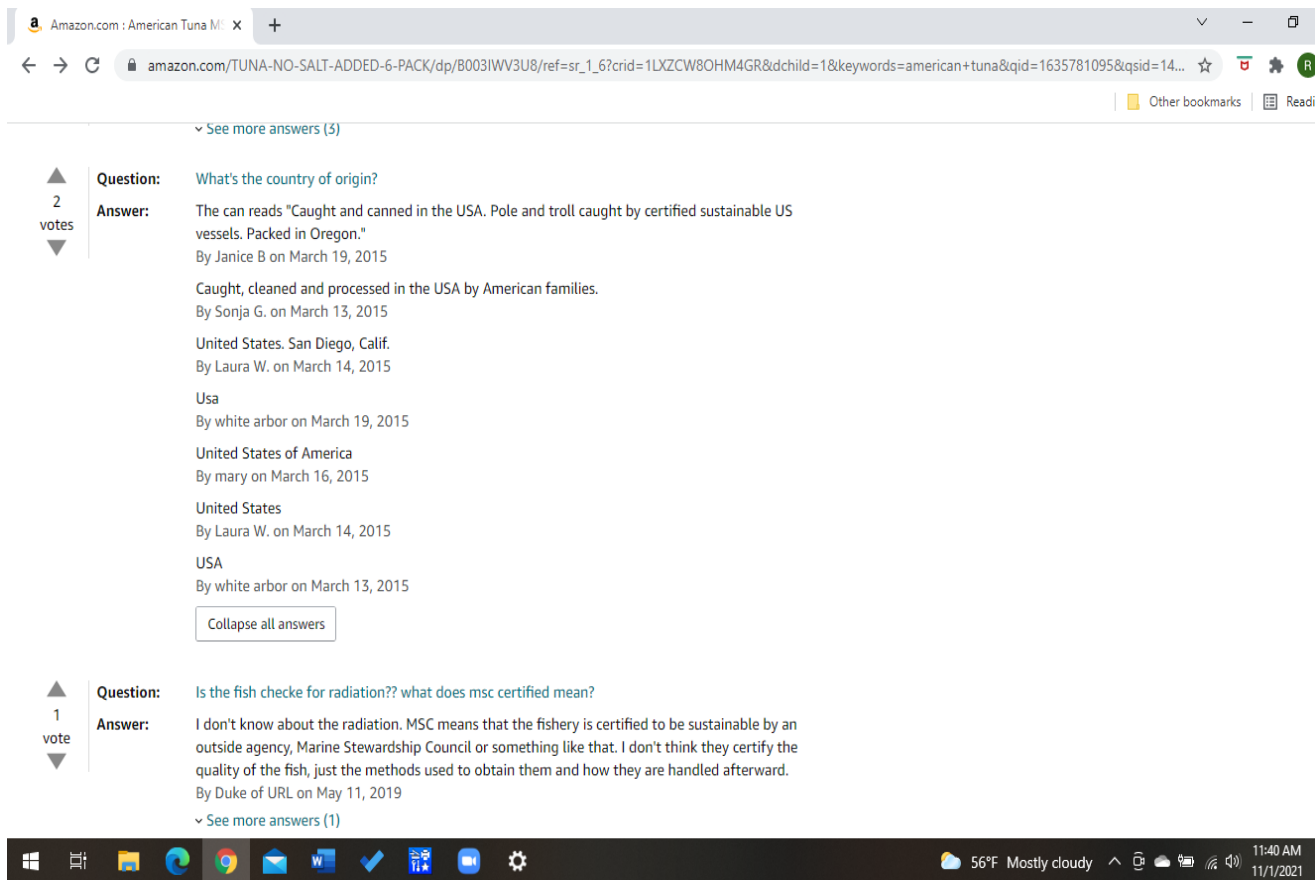 Amazon.com : American Tuna M
amazon.com/TUNA-NO-SALT-ADDED-6-PACK/dp/B003IWV3U8/ref=sr_1_6?crid=1LXZCW8OHM4GR&dchild=1&keywords=american+tuna&qid=1635781095&qsid=14...
R
Other bookmarks
Readi
See more answers (3)
2
votes
Question: What's the country of origin?
Answer: The can reads "Caught and canned in the USA. Pole and troll caught by certified sustainable US
vessels. Packed in Oregon."
By Janice B on March 19, 2015
Caught, cleaned and processed in the USA by American families.
By Sonja G. on March 13, 2015
United States. San Diego, Calif.
By Laura W. on March 14, 2015
Usa
By white arbor on March 19, 2015
United States of America
By mary on March 16, 2015
United States
By Laura W. on March 14, 2015
USA
By white arbor on March 13, 2015
Collapse all answers
1
vote
Question: Is the fish checke for radiation?? what does msc certified mean?
Answer: I don't know about the radiation. MSC means that the fishery is certified to be sustainable by an
outside agency, Marine Stewardship Council or something like that. I don't think they certify the
quality of the fish, just the methods used to obtain them and how they are handled afterward.
By Duke of URL on May 11, 2019
See more answers (1)
56°F Mostly cloudy
11:40 AM
11/1/2021